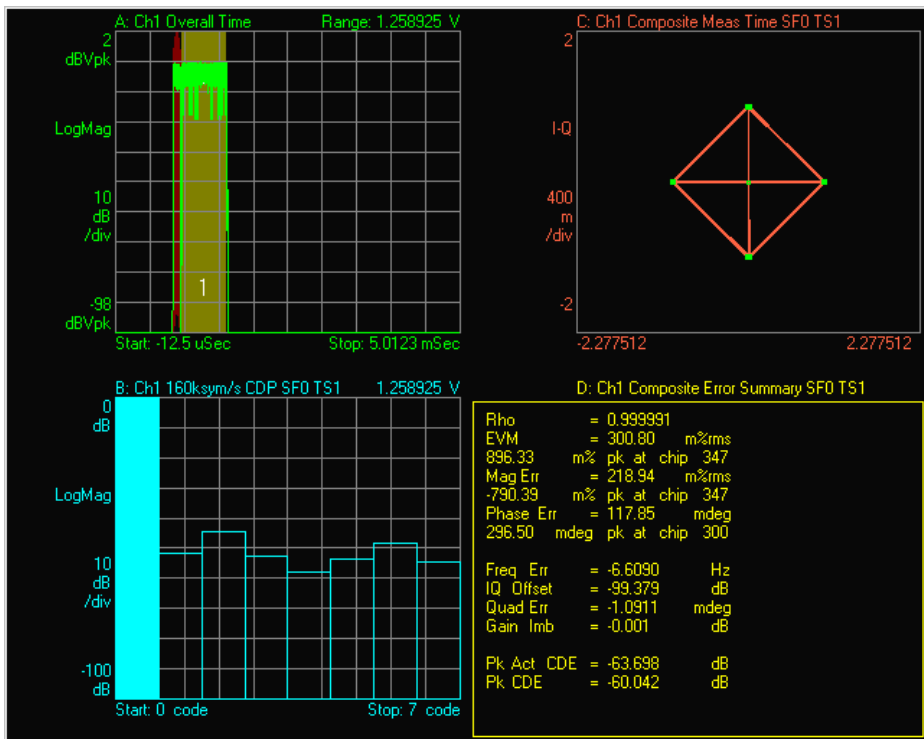 A: Ch1 Overall Time Range: 1.258925 V
2
dBVpk
LogMag
10
dB
/div
-98
dBVpk
1
Start: -12.5 uSec Stop: 5.0123 mSec
C: Ch1 Composite Meas Time SF0 TS1
2
I-Q
400
m
/div
-2
-2.277512 2.277512
B: Ch1 160ksym/s CDP SF0 TS1 1.258925 V
0
dB
LogMag
10
dB
/div
-100
dB
Start: 0 code Stop: 7 code
D: Ch1 Composite Error Summary SF0 TS1
Rho = 0.999991
EVM = 300.80 m%rms
896.33 m% pk at chip 347
Mag Err = 218.94 m%rms
-790.39 m% pk at chip 347
Phase Err = 117.85 mdeg
296.50 mdeg pk at chip 300
Freq Err = -6.6090 Hz
IQ Offset = -99.379 dB
Quad Err = -1.0911 mdeg
Gain Imb = -0.001 dB
Pk Act CDE = -63.698 dB
Pk CDE = -60.042 dB